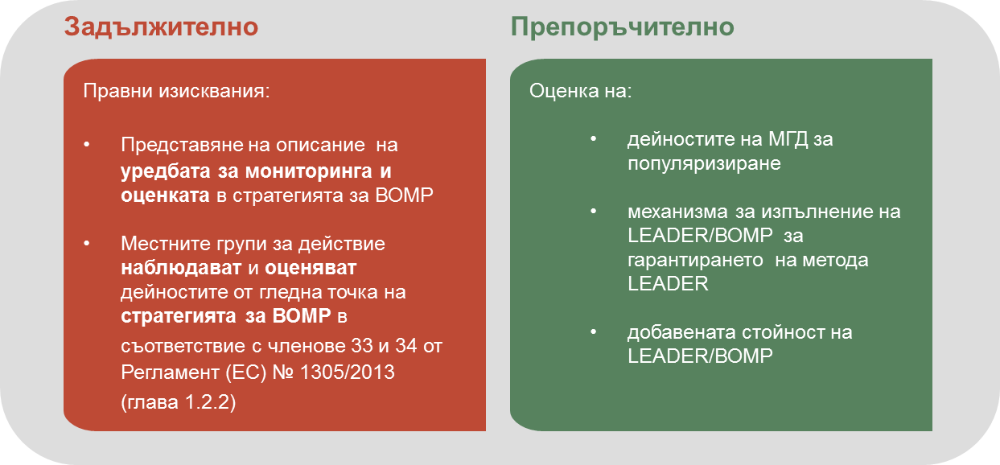 Задължително
Правни изисквания:
• Представяне на описание на
уредбата за мониторинга и
оценката в стратегията за ВОМР
• Местните групи за действие
наблюдават и оценяват
дейностите от гледна точка на
стратегията за ВОМР в
съответствие с членове 33 и 34 от
Регламент (ЕС) № 1305/2013
(глава 1.2.2)
Препоръчително
Оценка на:
• дейностите на МГД за
популяризиране
• механизма за изпълнение на
LEADER/ВОМР за
гарантирането на метода
LEADER
• добавената стойност на
LEADER/ВОМР